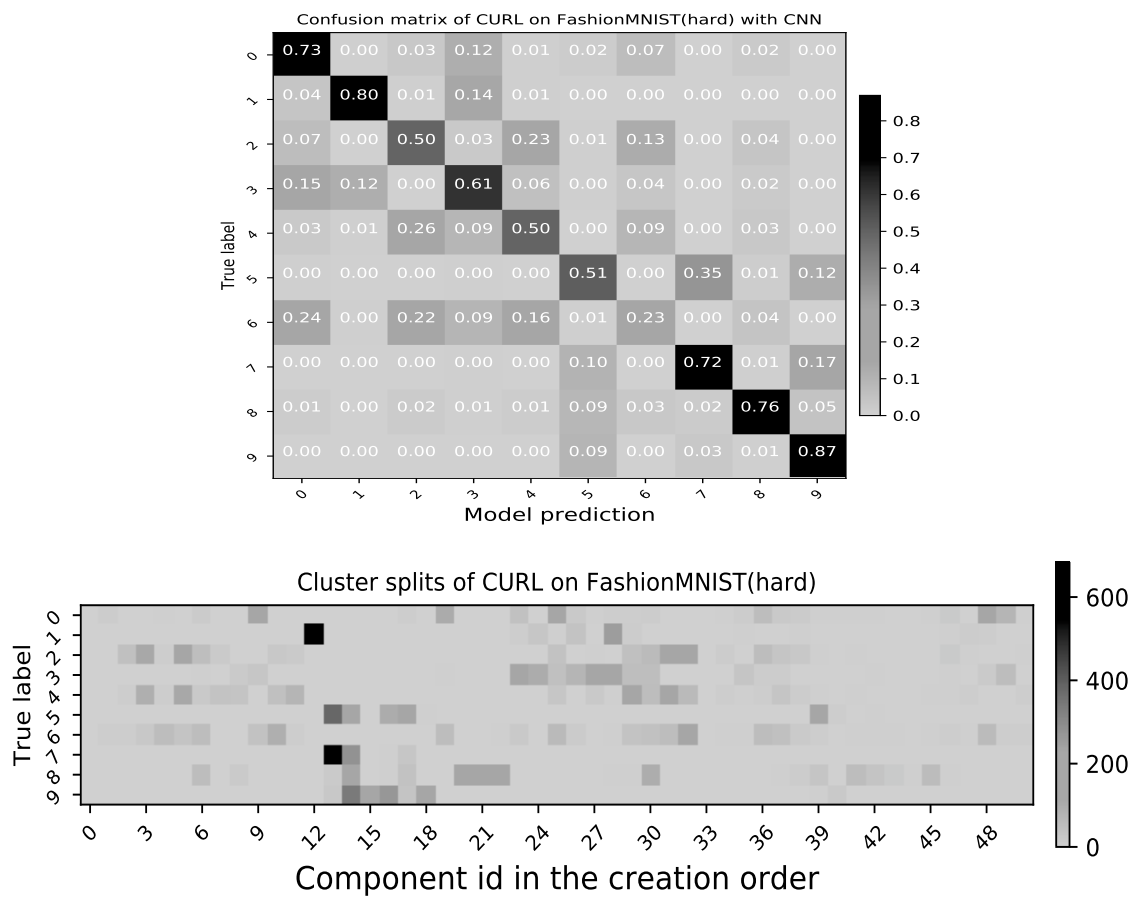 Confusion matrix of CURL on FashionMNIST(hard) with CNN
0 0.73 0.00 0.03 0.12 0.01 0.02 0.07 0.00 0.02 0.00
1 0.04 0.80 0.01 0.14 0.01 0.00 0.00 0.00 0.00 0.00
2 0.07 0.00 0.50 0.03 0.23 0.01 0.13 0.00 0.04 0.00
3 0.15 0.12 0.00 0.61 0.06 0.00 0.04 0.00 0.02 0.00
4 0.03 0.01 0.26 0.09 0.50 0.00 0.09 0.00 0.03 0.00
5 0.00 0.00 0.00 0.00 0.00 0.51 0.00 0.35 0.01 0.12
6 0.24 0.00 0.22 0.09 0.16 0.01 0.23 0.00 0.04 0.00
7 0.00 0.00 0.00 0.00 0.00 0.10 0.00 0.72 0.01 0.17
8 0.01 0.00 0.02 0.01 0.01 0.09 0.03 0.02 0.76 0.05
9 0.00 0.00 0.00 0.00 0.00 0.09 0.00 0.03 0.01 0.87
True label
0 1 2 3 4 5 6 7 8 9
Model prediction
0.8
0.7
0.6
0.5
0.4
0.3
0.2
0.1
0.0
Cluster splits of CURL on FashionMNIST(hard)
True label
0
1
2
3
4
5
6
7
8
9
0 3 6 9 12 15 18 21 24 27 30 33 36 39 42 45 48
Component id in the creation order
600
400
200
0